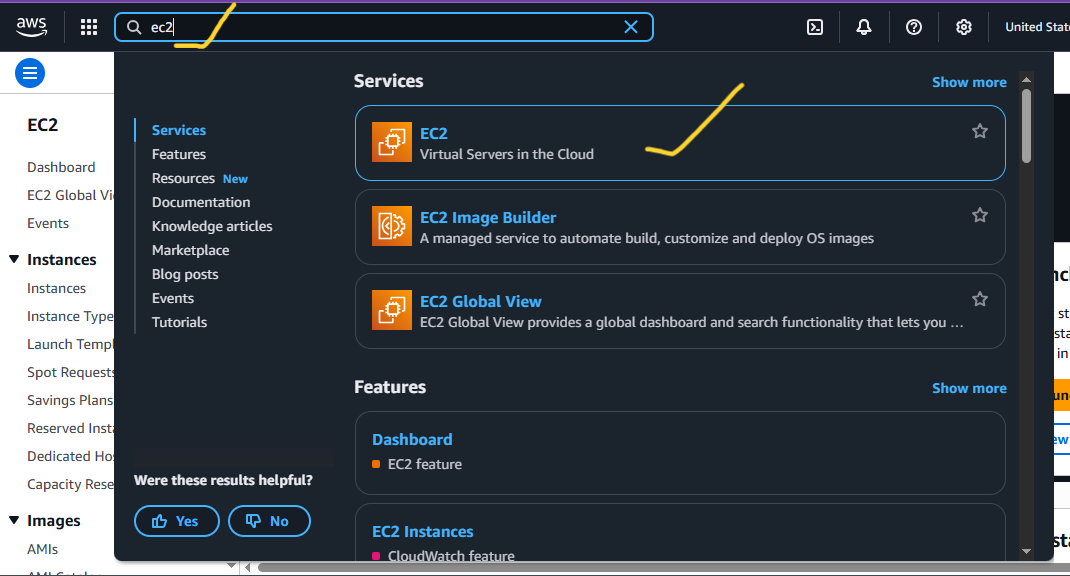 aws
ec2
United State
EC2
Dashboard
EC2 Global Vi
Events
Instances
Instances
Instance Type
Launch Templ
Spot Requests
Savings Plans
Reserved Insta
Dedicated Hos
Capacity Rese
Images
AMIs
AMI Catalog
Services
Features
Resources New
Documentation
Knowledge articles
Marketplace
Blog posts
Events
Tutorials
Were these results helpful?
Yes
No
Services
Show more
EC2
Virtual Servers in the Cloud
EC2 Image Builder
A managed service to automate build, customize and deploy OS images
EC2 Global View
EC2 Global View provides a global dashboard and search functionality that lets you ...
Features
Show more
Dashboard
EC2 feature
EC2 Instances
CloudWatch feature